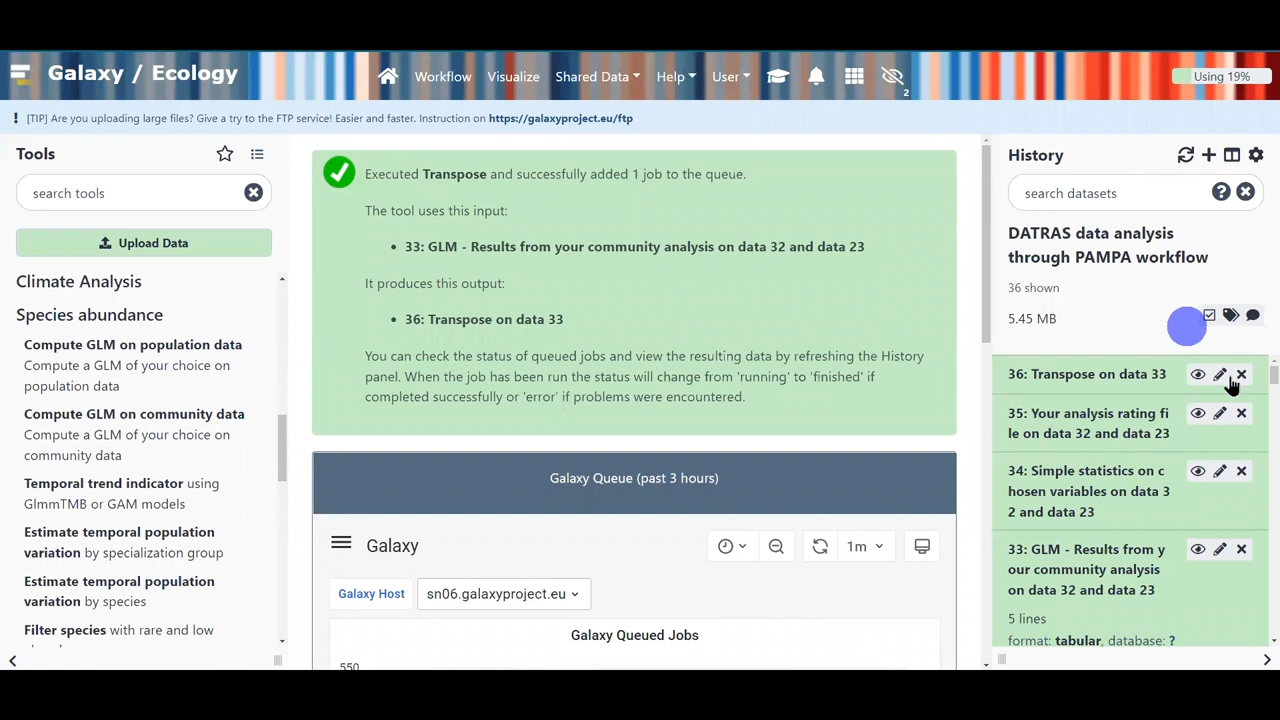 Galaxy / Ecology
Workflow Visualize Shared Data Help User
2
Using 19%
! [TIP] Are you uploading large files? Give a try to the FTP service! Easier and faster. Instruction on https://galaxyproject.eu/ftp
Tools
search tools
Upload Data
Climate Analysis
Species abundance
Compute GLM on population data
Compute a GLM of your choice on
population data
Compute GLM on community data
Compute a GLM of your choice on
community data
Temporal trend indicator using
GlmmTMB or GAM models
Estimate temporal population
variation by specialization group
Estimate temporal population
variation by species
Filter species with rare and low
Executed Transpose and successfully added 1 job to the queue.
The tool uses this input:
• 33: GLM - Results from your community analysis on data 32 and data 23
It produces this output:
• 36: Transpose on data 33
You can check the status of queued jobs and view the resulting data by refreshing the History
panel. When the job has been run the status will change from 'running' to 'finished' if
completed successfully or 'error' if problems were encountered.
Galaxy Queue (past 3 hours)
Galaxy
1m
Galaxy Host
sn06.galaxyproject.eu
Galaxy Queued Jobs
550
History
search datasets
DATRAS data analysis
through PAMPA workflow
36 shown
5.45 MB
36: Transpose on data 33
35: Your analysis rating fi
le on data 32 and data 23
34: Simple statistics on c
hosen variables on data 3
2 and data 23
33: GLM - Results from y
our community analysis
on data 32 and data 23
5 lines
format: tabular, database: ?